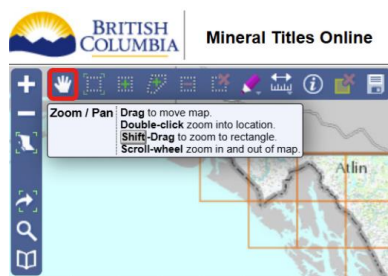 BRITISH
COLUMBIA
Mineral Titles Online
Zoom / Pan
Drag to move map.
Double-click zoom into location.
Shift-Drag to zoom to rectangle.
Scroll-wheel zoom in and out of map.
Atlin